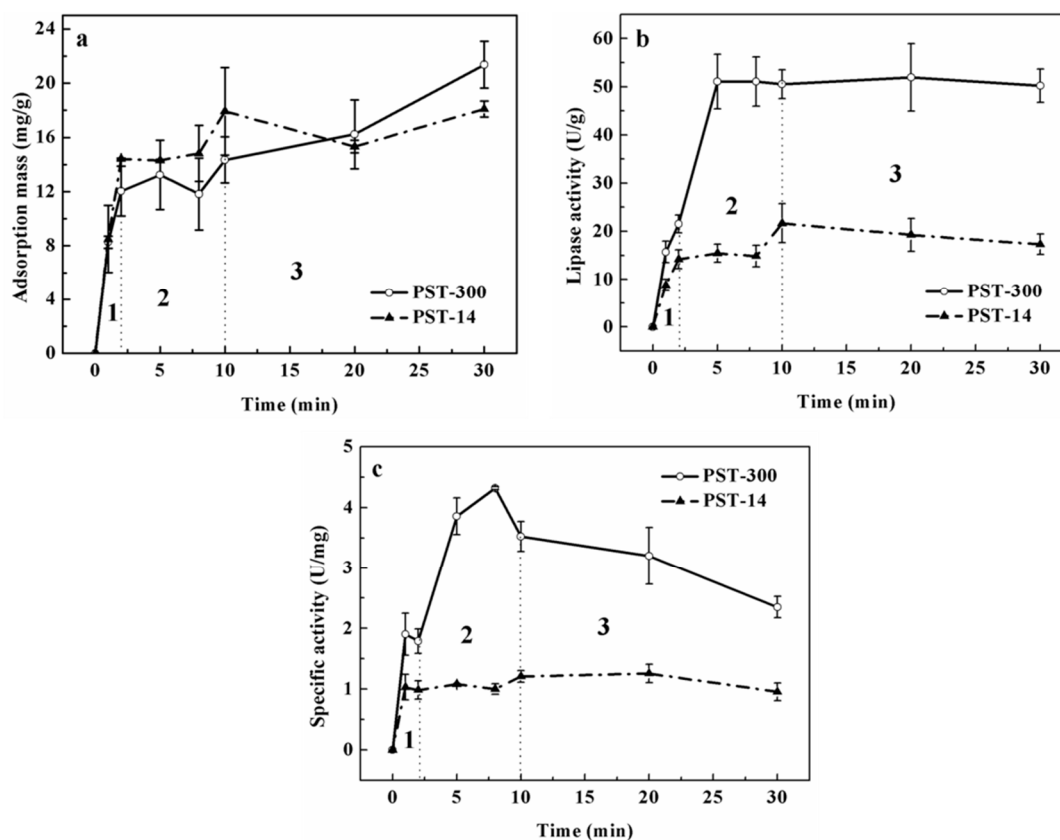 a
Adsorption mass (mg/g)
24
20
16
12
8
4
0
1
2
3
PST-300
PST-14
0 5 10 15 20 25 30
Time (min)
b
Lipase activity (U/g)
60
50
40
30
20
10
0
1
2
3
PST-300
PST-14
0 5 10 15 20 25 30
Time (min)
c
Specific activity (U/mg)
5
4
3
2
1
0
PST-300
PST-14
1
2
3
0 5 10 15 20 25 30
Time (min)